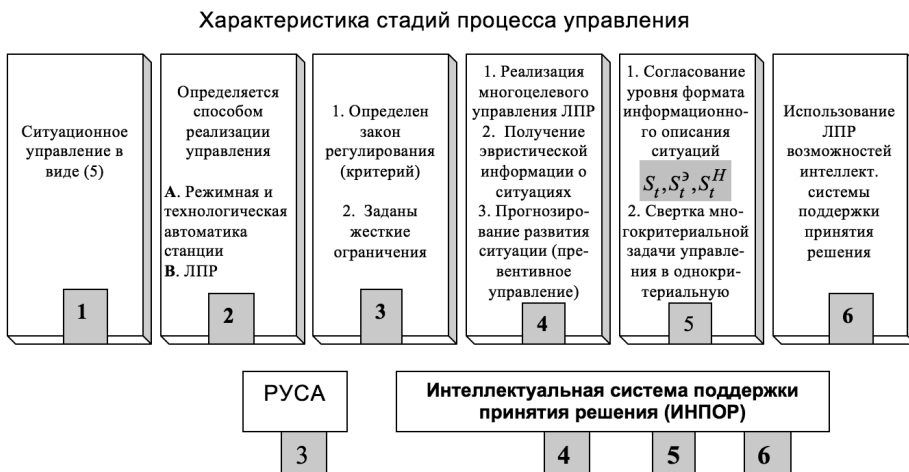 Характеристика стадий процесса управления
Ситуационное
управление в
виде (5)
1
Определяется
способом
реализации
управления
А. Режимная и
технологическая
автоматика
станции
В. ЛПР
2
1. Определен
закон
регулирования
(критерий)
2. Заданы
жесткие
ограничения
3
1. Реализация
многоцелевого
управления ЛПР
2. Получение
эвристической
информации о
ситуациях
3. Прогнозиро-
вание развития
ситуации (пре-
вентивное
управление)
4
1. Согласование
уровня формата
информационно-
го описания
ситуаций
S_t, S_t^Э, S_t^H
2. Свертка мно-
гокритериальной
задачи управле-
ния в однокри-
териальную
5
Использование
ЛПР
возможностей
интеллект.
системы
поддержки
принятия
решения
6
РУСА
3
Интеллектуальная система поддержки
принятия решения (ИНПОР)
4 5 6